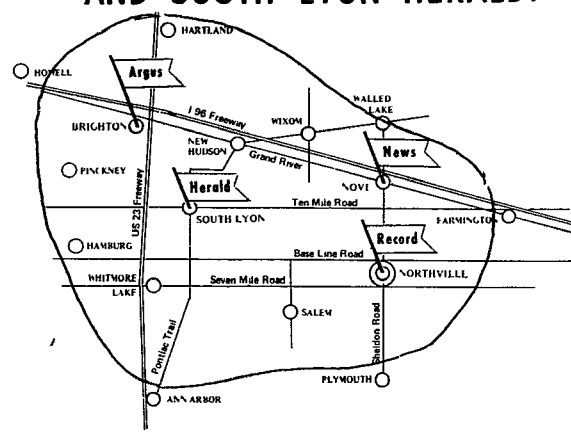 AND SOUTH LYON HERALD.
HARTLAND
HOWELL
Argus
WALLED
LAKE
I 96 Freeway
WIXOM
BRIGHTON
NEW
HUDSON
Grand River
News
PINCKNEY
Herald
NOVI
US 23 Freeway
Ten Mile Road
SOUTH LYON
FARMINGTON
Record
HAMBURG
Base Line Road
NORTHVILLE
WHITMORE
LAKE
Seven Mile Road
SALEM
Sheldon Road
Pontiac Trail
PLYMOUTH
ANN ARBOR